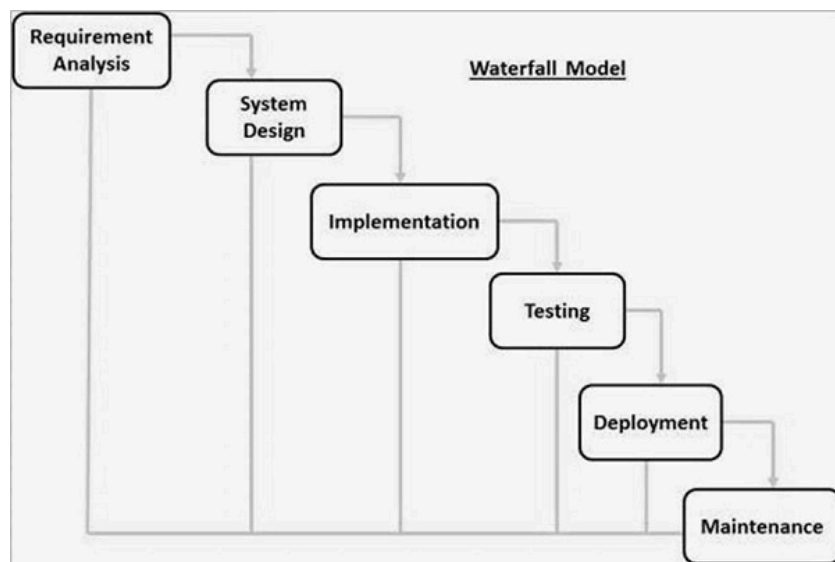 Requirement
Analysis
Waterfall Model
System
Design
Implementation
Testing
Deployment
Maintenance